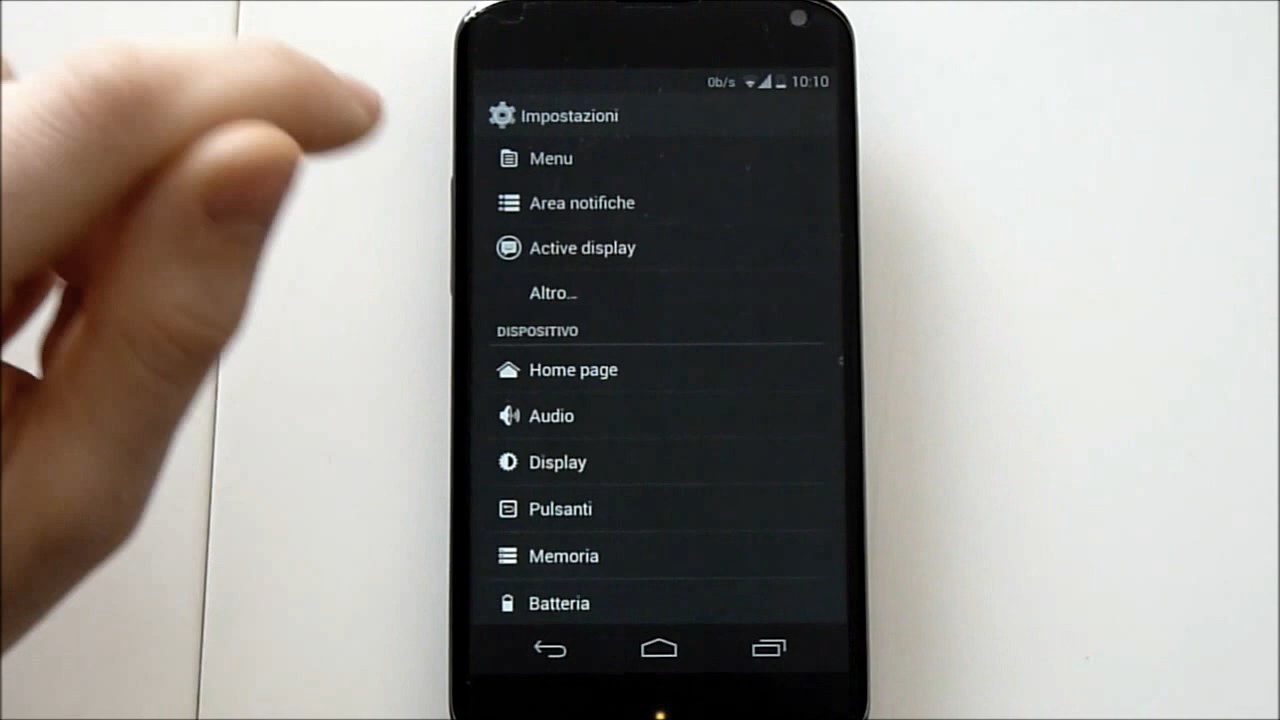 0b/s 10:10
Impostazioni
Menu
Area notifiche
Active display
Altro...
DISPOSITIVO
Home page
Audio
Display
Pulsanti
Memoria
Batteria